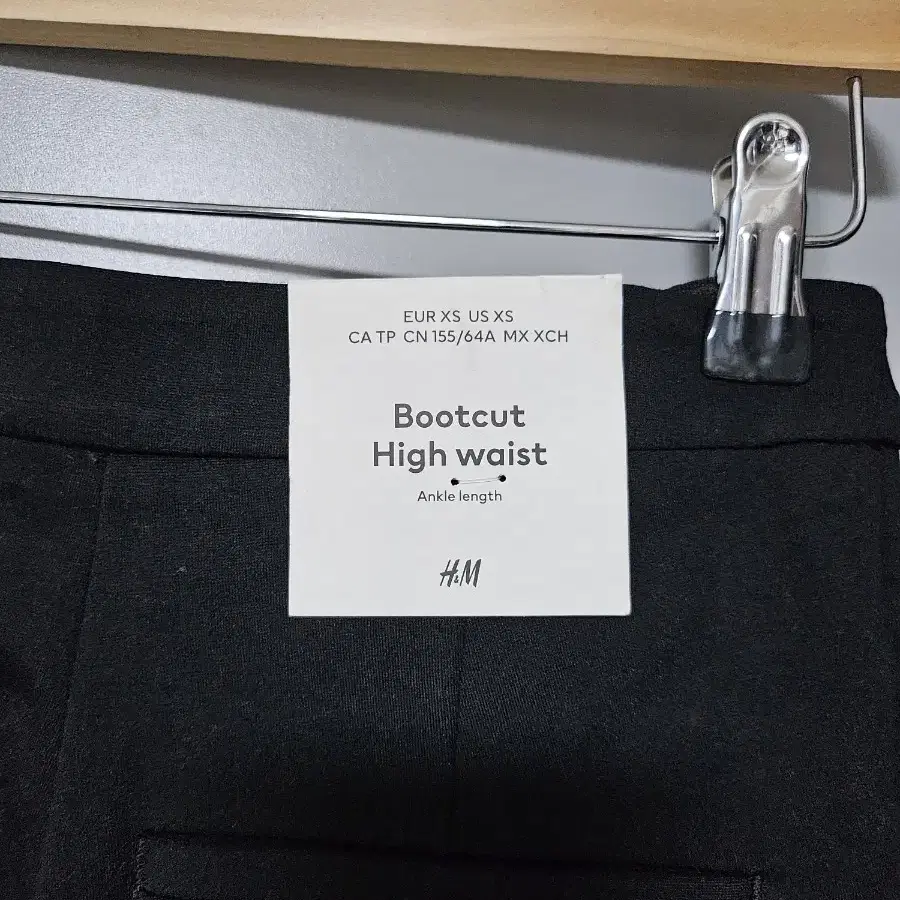 EUR XS US XS
CA TP CN 155/64A MX XCH
Bootcut
High waist
Ankle length
H&M